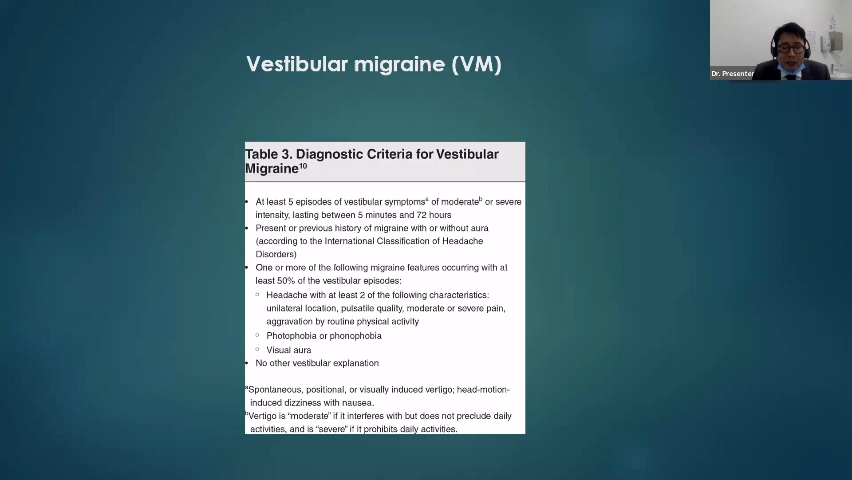 Vestibular migraine (VM)
Dr. Presenter
Table 3. Diagnostic Criteria for Vestibular
Migraine¹⁰
• At least 5 episodes of vestibular symptomsᵃ of moderateᵇ or severe
intensity, lasting between 5 minutes and 72 hours
• Present or previous history of migraine with or without aura
(according to the International Classification of Headache
Disorders)
• One or more of the following migraine features occurring with at
least 50% of the vestibular episodes:
○ Headache with at least 2 of the following characteristics:
unilateral location, pulsatile quality, moderate or severe pain,
aggravation by routine physical activity
○ Photophobia or phonophobia
○ Visual aura
• No other vestibular explanation
ᵃSpontaneous, positional, or visually induced vertigo; head-motion-
induced dizziness with nausea.
ᵇVertigo is “moderate” if it interferes with but does not preclude daily
activities, and is “severe” if it prohibits daily activities.